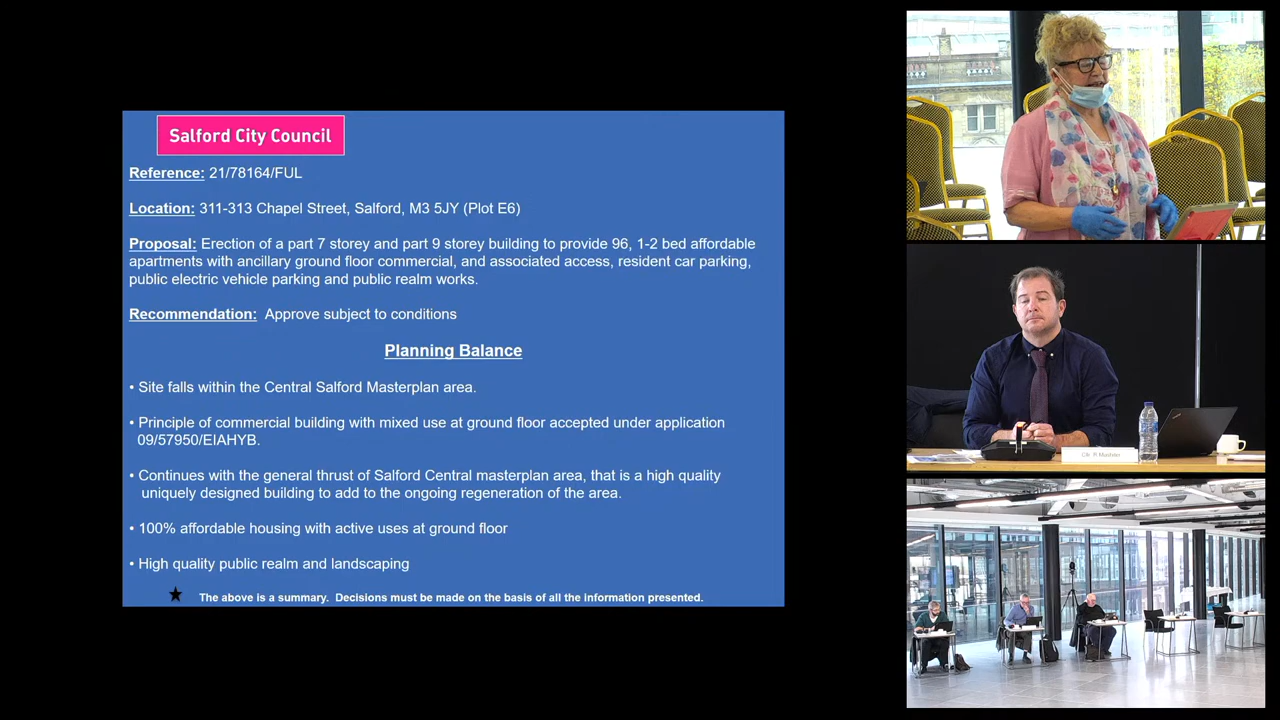 Salford City Council
Reference: 21/78164/FUL
Location: 311-313 Chapel Street, Salford, M3 5JY (Plot E6)
Proposal: Erection of a part 7 storey and part 9 storey building to provide 96, 1-2 bed affordable
apartments with ancillary ground floor commercial, and associated access, resident car parking,
public electric vehicle parking and public realm works.
Recommendation: Approve subject to conditions
Planning Balance
• Site falls within the Central Salford Masterplan area.
• Principle of commercial building with mixed use at ground floor accepted under application
09/57950/EIAHYB.
• Continues with the general thrust of Salford Central masterplan area, that is a high quality
uniquely designed building to add to the ongoing regeneration of the area.
• 100% affordable housing with active uses at ground floor
• High quality public realm and landscaping
★ The above is a summary. Decisions must be made on the basis of all the information presented.